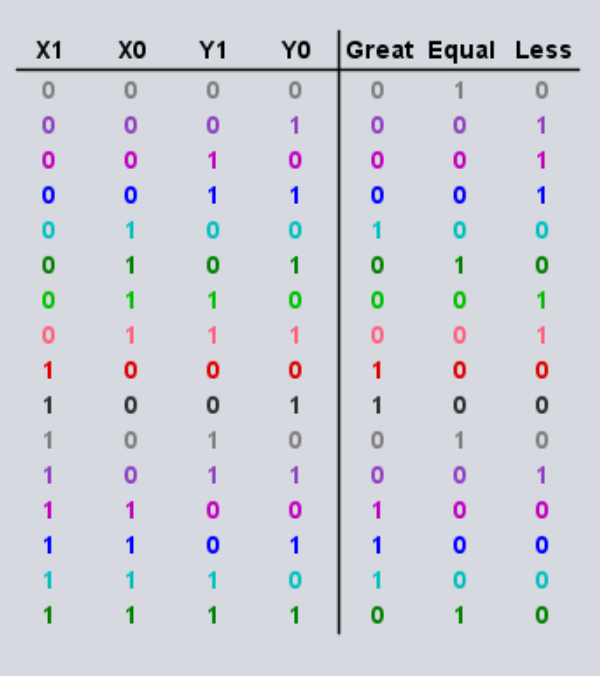 X1 X0 Y1 Y0 Great Equal Less
0 0 0 0 0 1 0
0 0 0 1 0 0 1
0 0 1 0 0 0 1
0 0 1 1 0 0 1
0 1 0 0 1 0 0
0 1 0 1 0 1 0
0 1 1 0 0 0 1
0 1 1 1 0 0 1
1 0 0 0 1 0 0
1 0 0 1 1 0 0
1 0 1 0 0 1 0
1 0 1 1 0 0 1
1 1 0 0 1 0 0
1 1 0 1 1 0 0
1 1 1 0 1 0 0
1 1 1 1 0 1 0